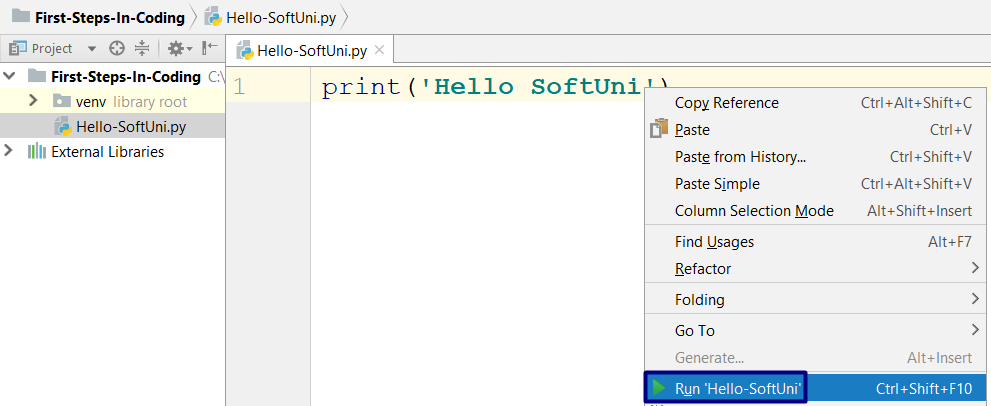 First-Steps-In-Coding Hello-SoftUni.py
Project
Hello-SoftUni.py
First-Steps-In-Coding C:\
venv library root
Hello-SoftUni.py
External Libraries
1 print('Hello SoftUni')
Copy Reference Ctrl+Alt+Shift+C
Paste Ctrl+V
Paste from History... Ctrl+Shift+V
Paste Simple Ctrl+Alt+Shift+V
Column Selection Mode Alt+Shift+Insert
Find Usages Alt+F7
Refactor
Folding
Go To
Generate... Alt+Insert
Run 'Hello-SoftUni' Ctrl+Shift+F10